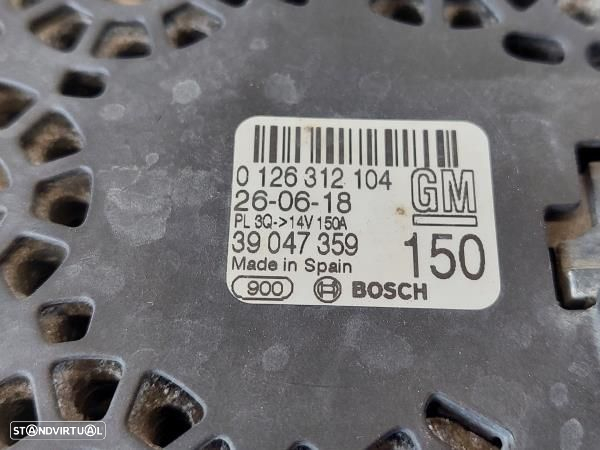 0 126 312 104
26-06-18
PL 3Q->14V 150A
39 047 359
Made in Spain
900
BOSCH
GM
150
STANDVIRTUAL